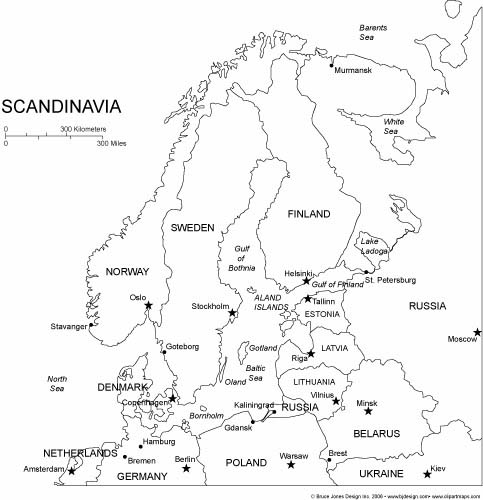 Barents
Sea
Murmansk
SCANDINAVIA
0 300 Kilometers
0 300 Miles
White
Sea
FINLAND
SWEDEN
Lake
Ladoga
Gulf
of
Bothnia
NORWAY
Helsinki
St. Petersburg
Gulf of Finland
Oslo
ALAND
ISLANDS
Tallinn
Stockholm
RUSSIA
ESTONIA
Stavanger
Moscow
Goteborg
Gotland
LATVIA
Riga
North
Sea
Baltic
Sea
DENMARK
Oland
LITHUANIA
Copenhagen
Vilnius
Minsk
Kaliningrad
RUSSIA
Bornholm
Gdansk
BELARUS
Hamburg
NETHERLANDS
Bremen
Berlin
Warsaw
Brest
Amsterdam
POLAND
GERMANY
UKRAINE
Kiev
© Bruce Jones Design Inc. 2006 • www.bjdesign.com • www.clipartmaps.com